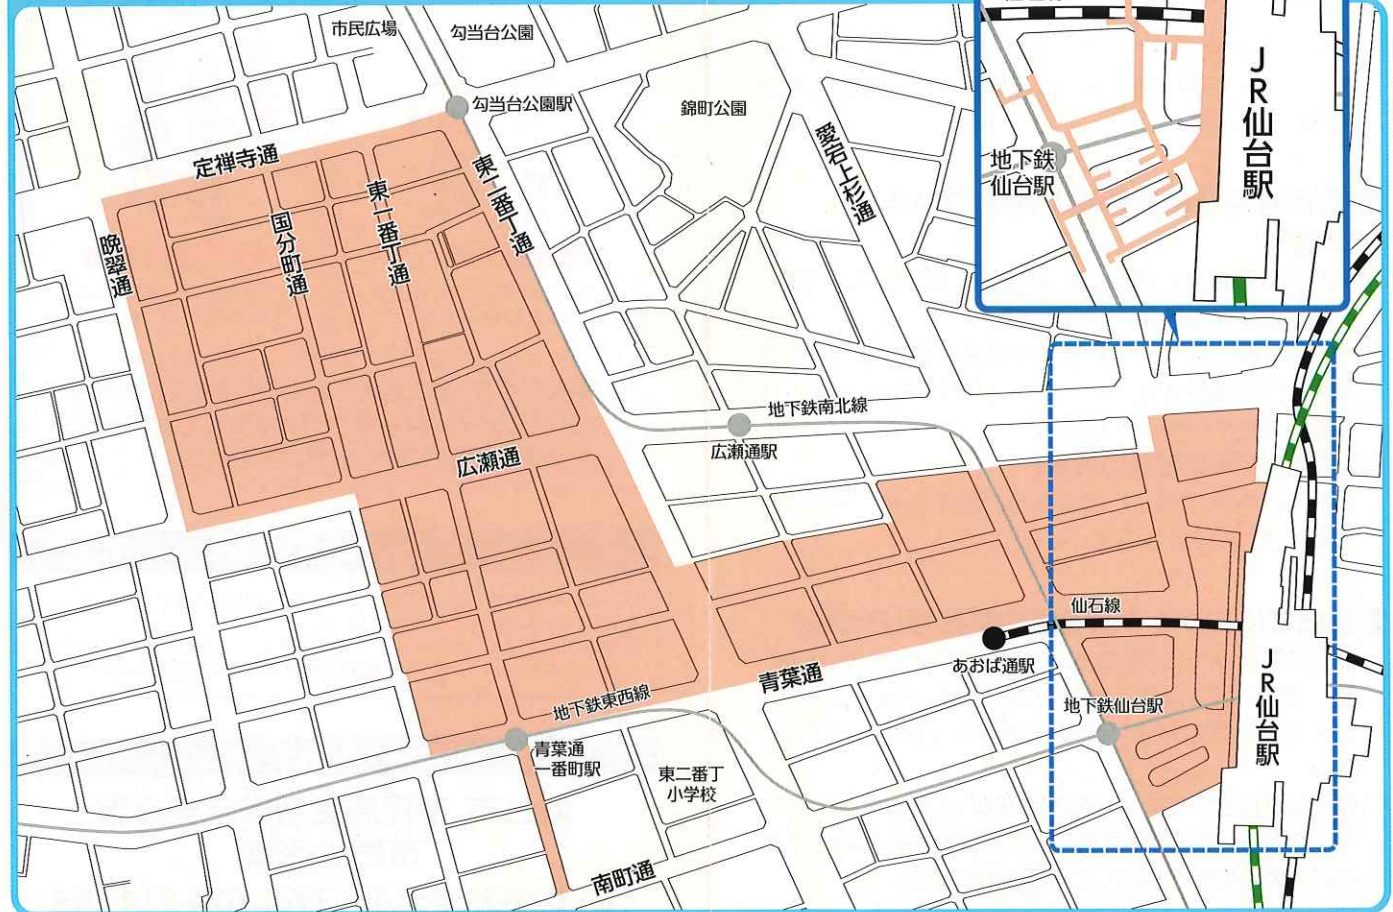 市民広場
勾当台公園
勾当台公園駅
錦町公園
定禅寺通
東二番丁通
愛宕上杉通
晩翠通
国分町通
東一番丁通
JR仙台駅
地下鉄
仙台駅
広瀬通
地下鉄南北線
広瀬通駅
仙石線
あおば通駅
青葉通
地下鉄仙台駅
JR仙台駅
地下鉄東西線
青葉通
一番町駅
東二番丁
小学校
南町通